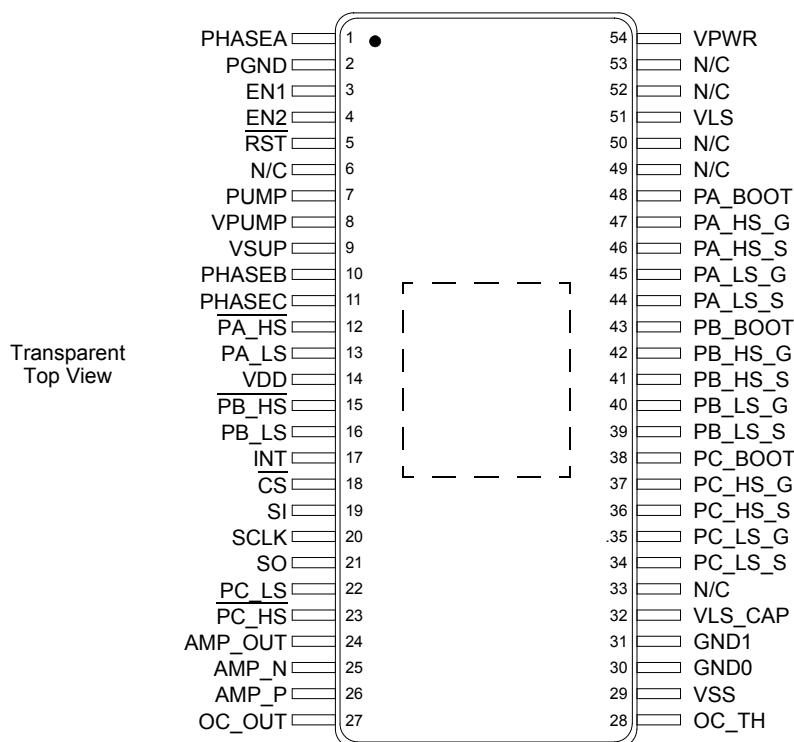 PHASEA 1 54 VPWR
PGND 2 53 N/C
EN1 3 52 N/C
EN2 4 51 VLS
RST 5 50 N/C
N/C 6 49 N/C
PUMP 7 48 PA_BOOT
VPUMP 8 47 PA_HS_G
VSUP 9 46 PA_HS_S
PHASEB 10 45 PA_LS_G
PHASEC 11 44 PA_LS_S
PA_HS 12 43 PB_BOOT
PA_LS 13 42 PB_HS_G
VDD 14 41 PB_HS_S
PB_HS 15 40 PB_LS_G
PB_LS 16 39 PB_LS_S
INT 17 38 PC_BOOT
CS 18 37 PC_HS_G
SI 19 36 PC_HS_S
SCLK 20 .35 PC_LS_G
SO 21 34 PC_LS_S
PC_LS 22 33 N/C
PC_HS 23 32 VLS_CAP
AMP_OUT 24 31 GND1
AMP_N 25 30 GND0
AMP_P 26 29 VSS
OC_OUT 27 28 OC_TH
Transparent
Top View